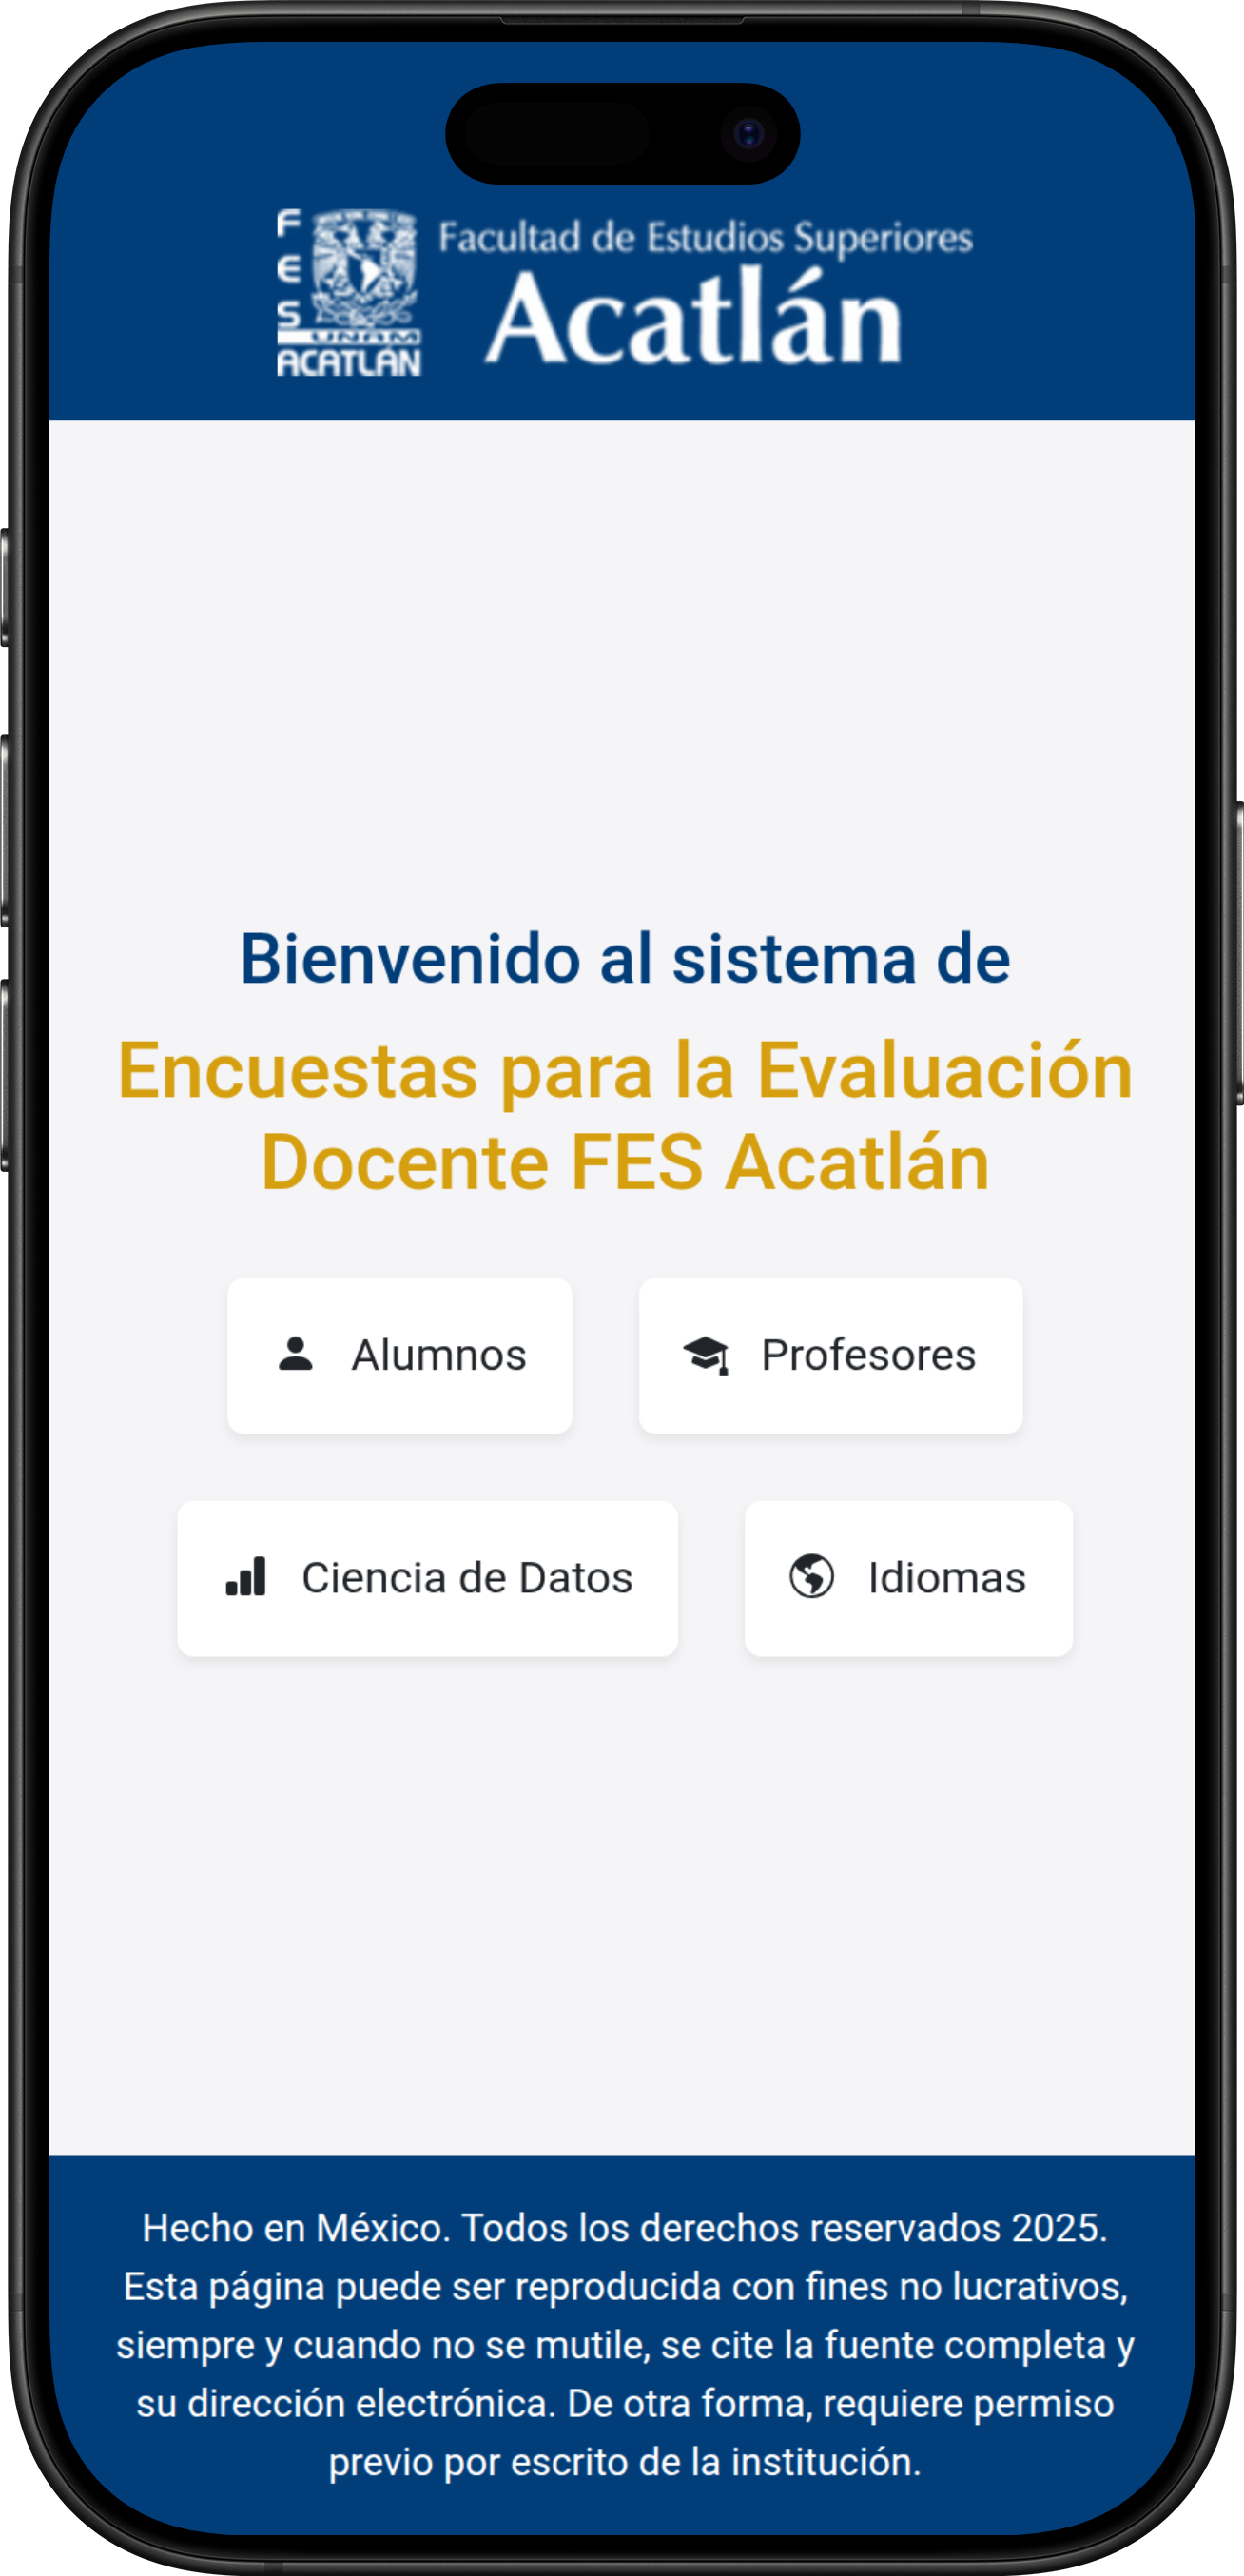 FES
UNAM
ACATLÁN
Facultad de Estudios Superiores
Acatlán
Bienvenido al sistema de
Encuestas para la Evaluación
Docente FES Acatlán
Alumnos
Profesores
Ciencia de Datos
Idiomas
Hecho en México. Todos los derechos reservados 2025.
Esta página puede ser reproducida con fines no lucrativos,
siempre y cuando no se mutile, se cite la fuente completa y
su dirección electrónica. De otra forma, requiere permiso
previo por escrito de la institución.